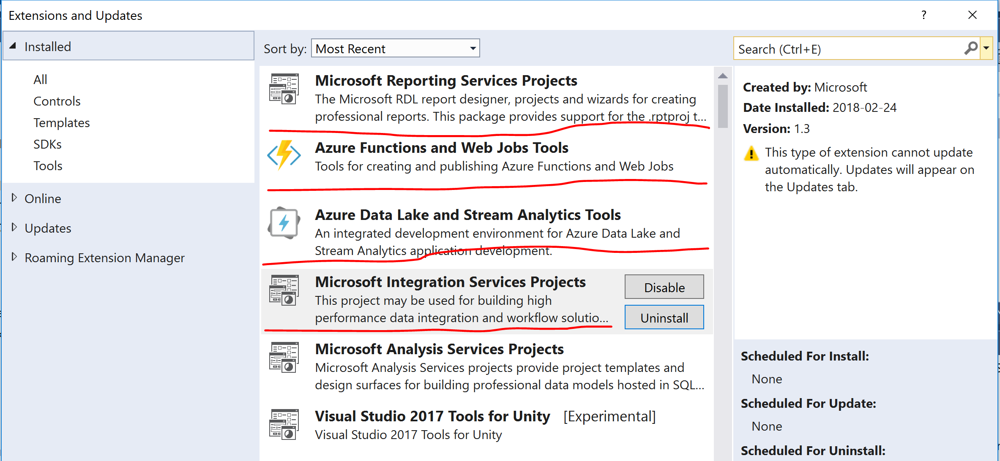 Extensions and Updates
?
Installed
All
Controls
Templates
SDKs
Tools
Online
Updates
Roaming Extension Manager
Sort by: Most Recent
Microsoft Reporting Services Projects
The Microsoft RDL report designer, projects and wizards for creating
professional reports. This package provides support for the .rptproj t...
Azure Functions and Web Jobs Tools
Tools for creating and publishing Azure Functions and Web Jobs
Azure Data Lake and Stream Analytics Tools
An integrated development environment for Azure Data Lake and
Stream Analytics application development.
Microsoft Integration Services Projects
This project may be used for building high
performance data integration and workflow solutio...
Disable
Uninstall
Microsoft Analysis Services Projects
Microsoft Analysis Services projects provide project templates and
design surfaces for building professional data models hosted in SQL...
Visual Studio 2017 Tools for Unity [Experimental]
Visual Studio 2017 Tools for Unity
Search (Ctrl+E)
Created by: Microsoft
Date Installed: 2018-02-24
Version: 1.3
This type of extension cannot update
automatically. Updates will appear on
the Updates tab.
Scheduled For Install:
None
Scheduled For Update:
None
Scheduled For Uninstall: